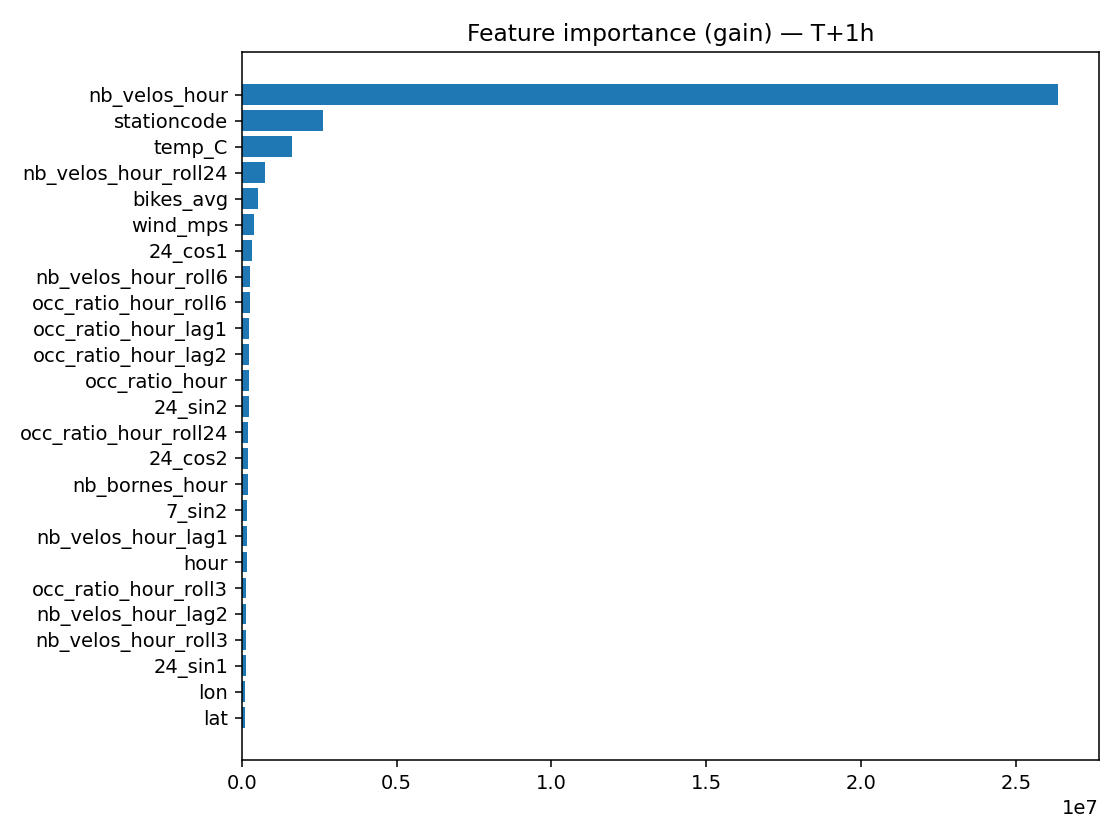 Feature importance (gain) — T+1h
nb_velos_hour
stationcode
temp_C
nb_velos_hour_roll24
bikes_avg
wind_mps
24_cos1
nb_velos_hour_roll6
occ_ratio_hour_roll6
occ_ratio_hour_lag1
occ_ratio_hour_lag2
occ_ratio_hour
24_sin2
occ_ratio_hour_roll24
24_cos2
nb_bornes_hour
7_sin2
nb_velos_hour_lag1
hour
occ_ratio_hour_roll3
nb_velos_hour_lag2
nb_velos_hour_roll3
24_sin1
lon
lat
0.0 0.5 1.0 1.5 2.0 2.5
1e7